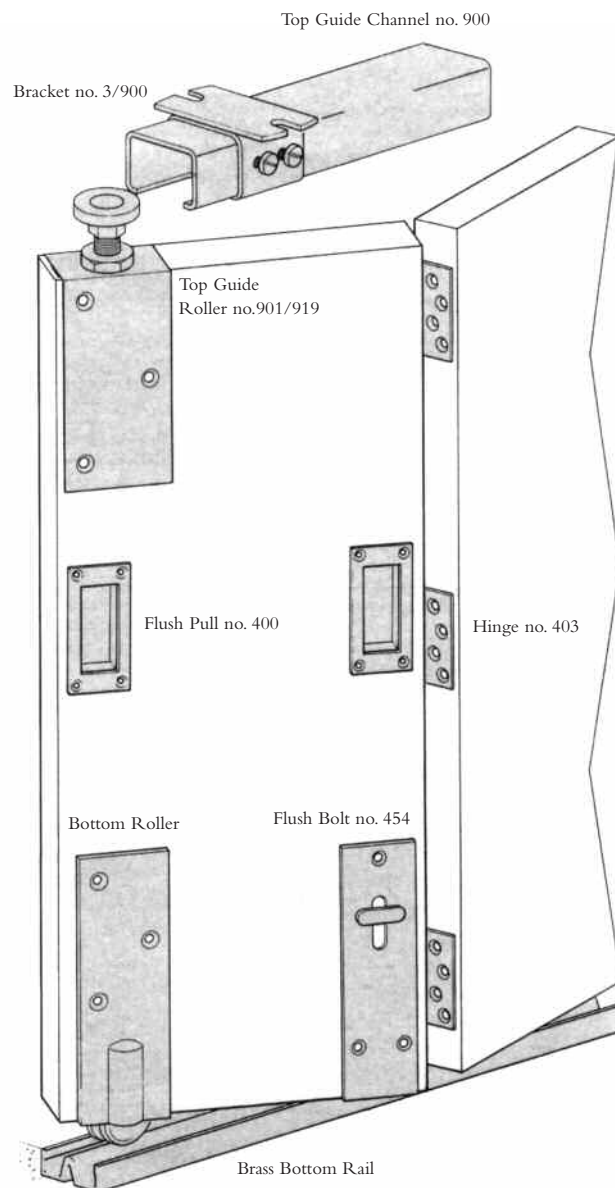 Top Guide Channel no. 900
Bracket no. 3/900
Top Guide
Roller no.901/919
Flush Pull no. 400
Hinge no. 403
Bottom Roller
Flush Bolt no. 454
Brass Bottom Rail